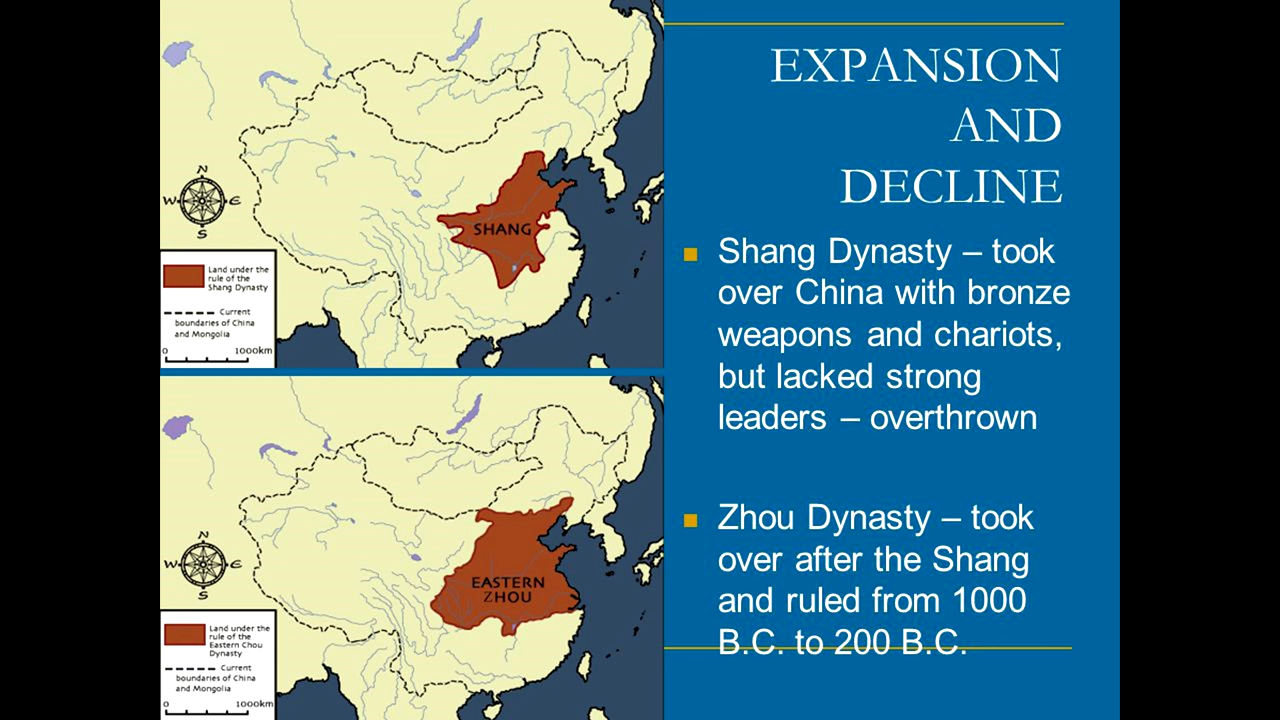 EXPANSION
AND
DECLINE
Shang Dynasty – took
over China with bronze
weapons and chariots,
but lacked strong
leaders – overthrown
Zhou Dynasty – took
over after the Shang
and ruled from 1000
B.C. to 200 B.C.
N
W E
S
SHANG
Land under the
rule of the
Shang Dynasty
Current
boundaries of China
and Mongolia
0 1000km
N
W E
S
EASTERN
ZHOU
Land under the
rule of the
Eastern Chou
Dynasty
Current
boundaries of China
and Mongolia
0 1000km